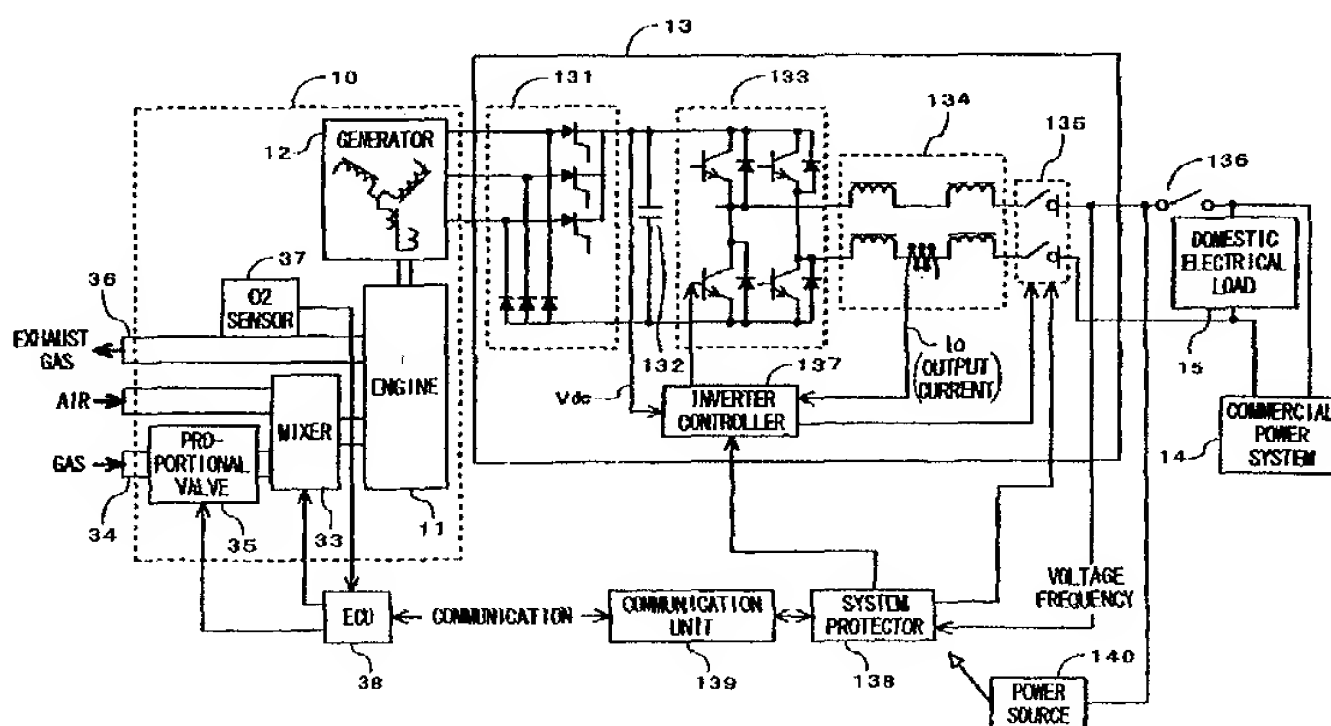 13
10
131
133
134
135
136
12
GENERATOR
37
O2
SENSOR
36
EXHAUST
GAS
AIR
GAS
34
PRO-
PORTIONAL
VALVE
35
MIXER
33
ENGINE
11
132
Vdc
137
INVERTER
CONTROLLER
Io
(OUTPUT
CURRENT)
DOMESTIC
ELECTRICAL
LOAD
15
COMMERCIAL
POWER
SYSTEM
14
ECU
38
COMMUNICATION
COMMUNICATION
UNIT
139
SYSTEM
PROTECTOR
138
VOLTAGE
FREQUENCY
140
POWER
SOURCE